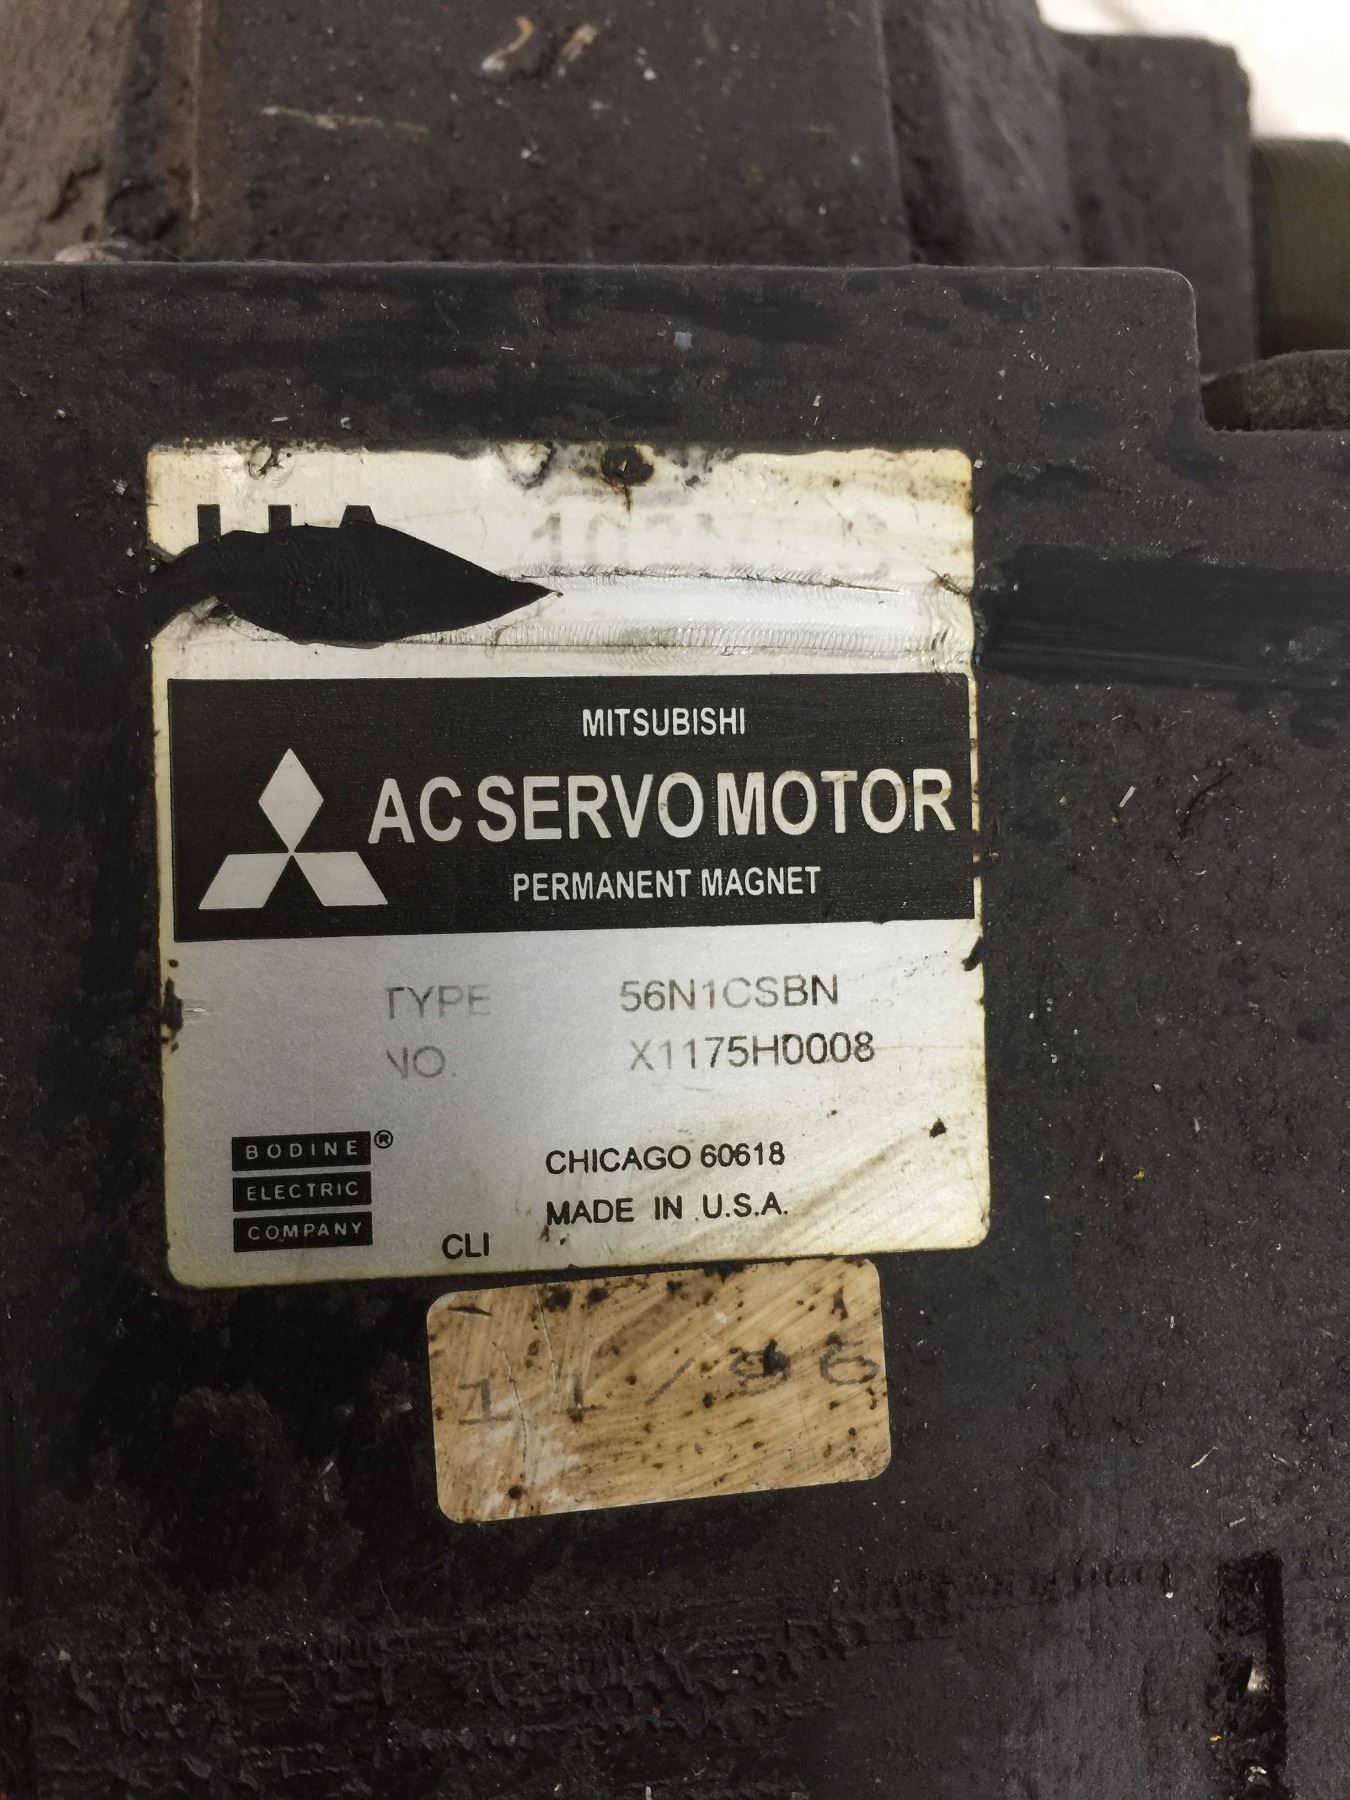 MITSUBISHI
AC SERVO MOTOR
PERMANENT MAGNET
TYPE 56N1CSBN
NO. X1175H0008
BODINE ®
ELECTRIC
COMPANY
CHICAGO 60618
MADE IN U.S.A.
CLI
11/96